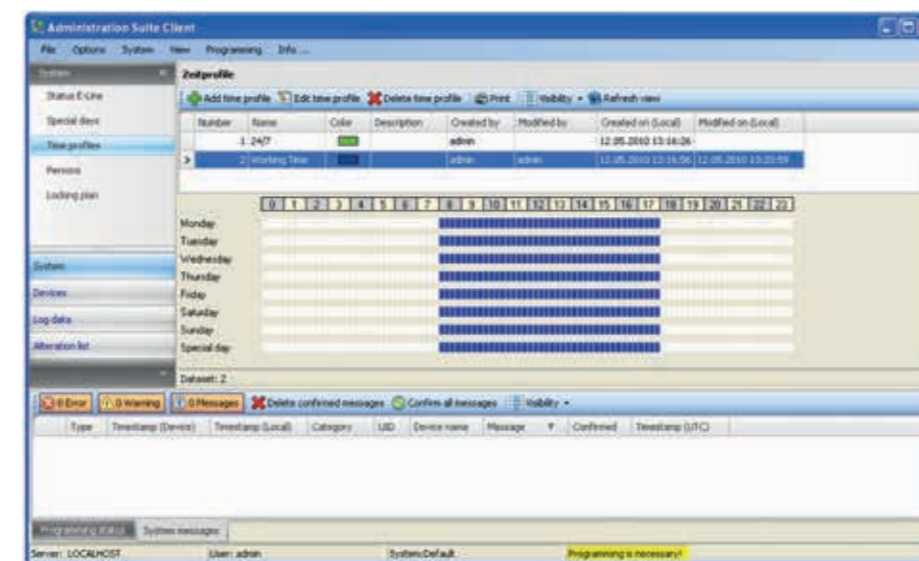 Administration Suite Client
File Options System View Programming Info ...
System
Status E-Line
Special days
Time profiles
Persons
Locking plan
System
Devices
Log data
Alteration list
Zeitprofile
Add time profile Edit time profile Delete time profile Print Visibility Refresh view
Number Name Color Description Created by Modified by Created on (Local) Modified on (Local)
1 24/7 admin 12.05.2010 13:16:26
2 Working Time admin admin 12.05.2010 13:16:56 12.05.2010 13:23:59
0 1 2 3 4 5 6 7 8 9 10 11 12 13 14 15 16 17 18 19 20 21 22 23
Monday
Tuesday
Wednesday
Thursday
Friday
Saturday
Sunday
Special day
Dataset: 2
0 Error 0 Warning 0 Messages Delete confirmed messages Confirm all messages Visibility
Type Timestamp (Device) Timestamp (Local) Category UID Device name Message Confirmed Timestamp (UTC)
Programming status System messages
Server: LOCALHOST User: admin System:Default Programming is necessary!